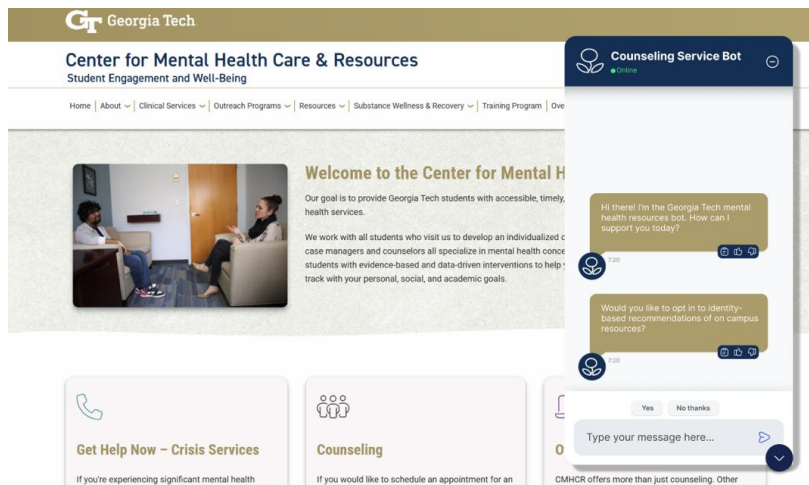 GT Georgia Tech.
Center for Mental Health Care & Resources
Student Engagement and Well-Being
Home | About | Clinical Services | Outreach Programs | Resources | Substance Wellness & Recovery | Training Program | Ove
Welcome to the Center for Mental H
Our goal is to provide Georgia Tech students with accessible, timely,
health services.
We work with all students who visit us to develop an individualized c
case managers and counselors all specialize in mental health conce
students with evidence-based and data-driven interventions to help y
track with your personal, social, and academic goals.
Get Help Now – Crisis Services
If you're experiencing significant mental health
Counseling
If you would like to schedule an appointment for an
O
CMHCR offers more than just counseling. Other
Counseling Service Bot
Online
Hi there! I'm the Georgia Tech mental
health resources bot. How can I
support you today?
7:20
Would you like to opt in to identity-
based recommendations of on campus
resources?
7:20
Yes
No thanks
Type your message here...